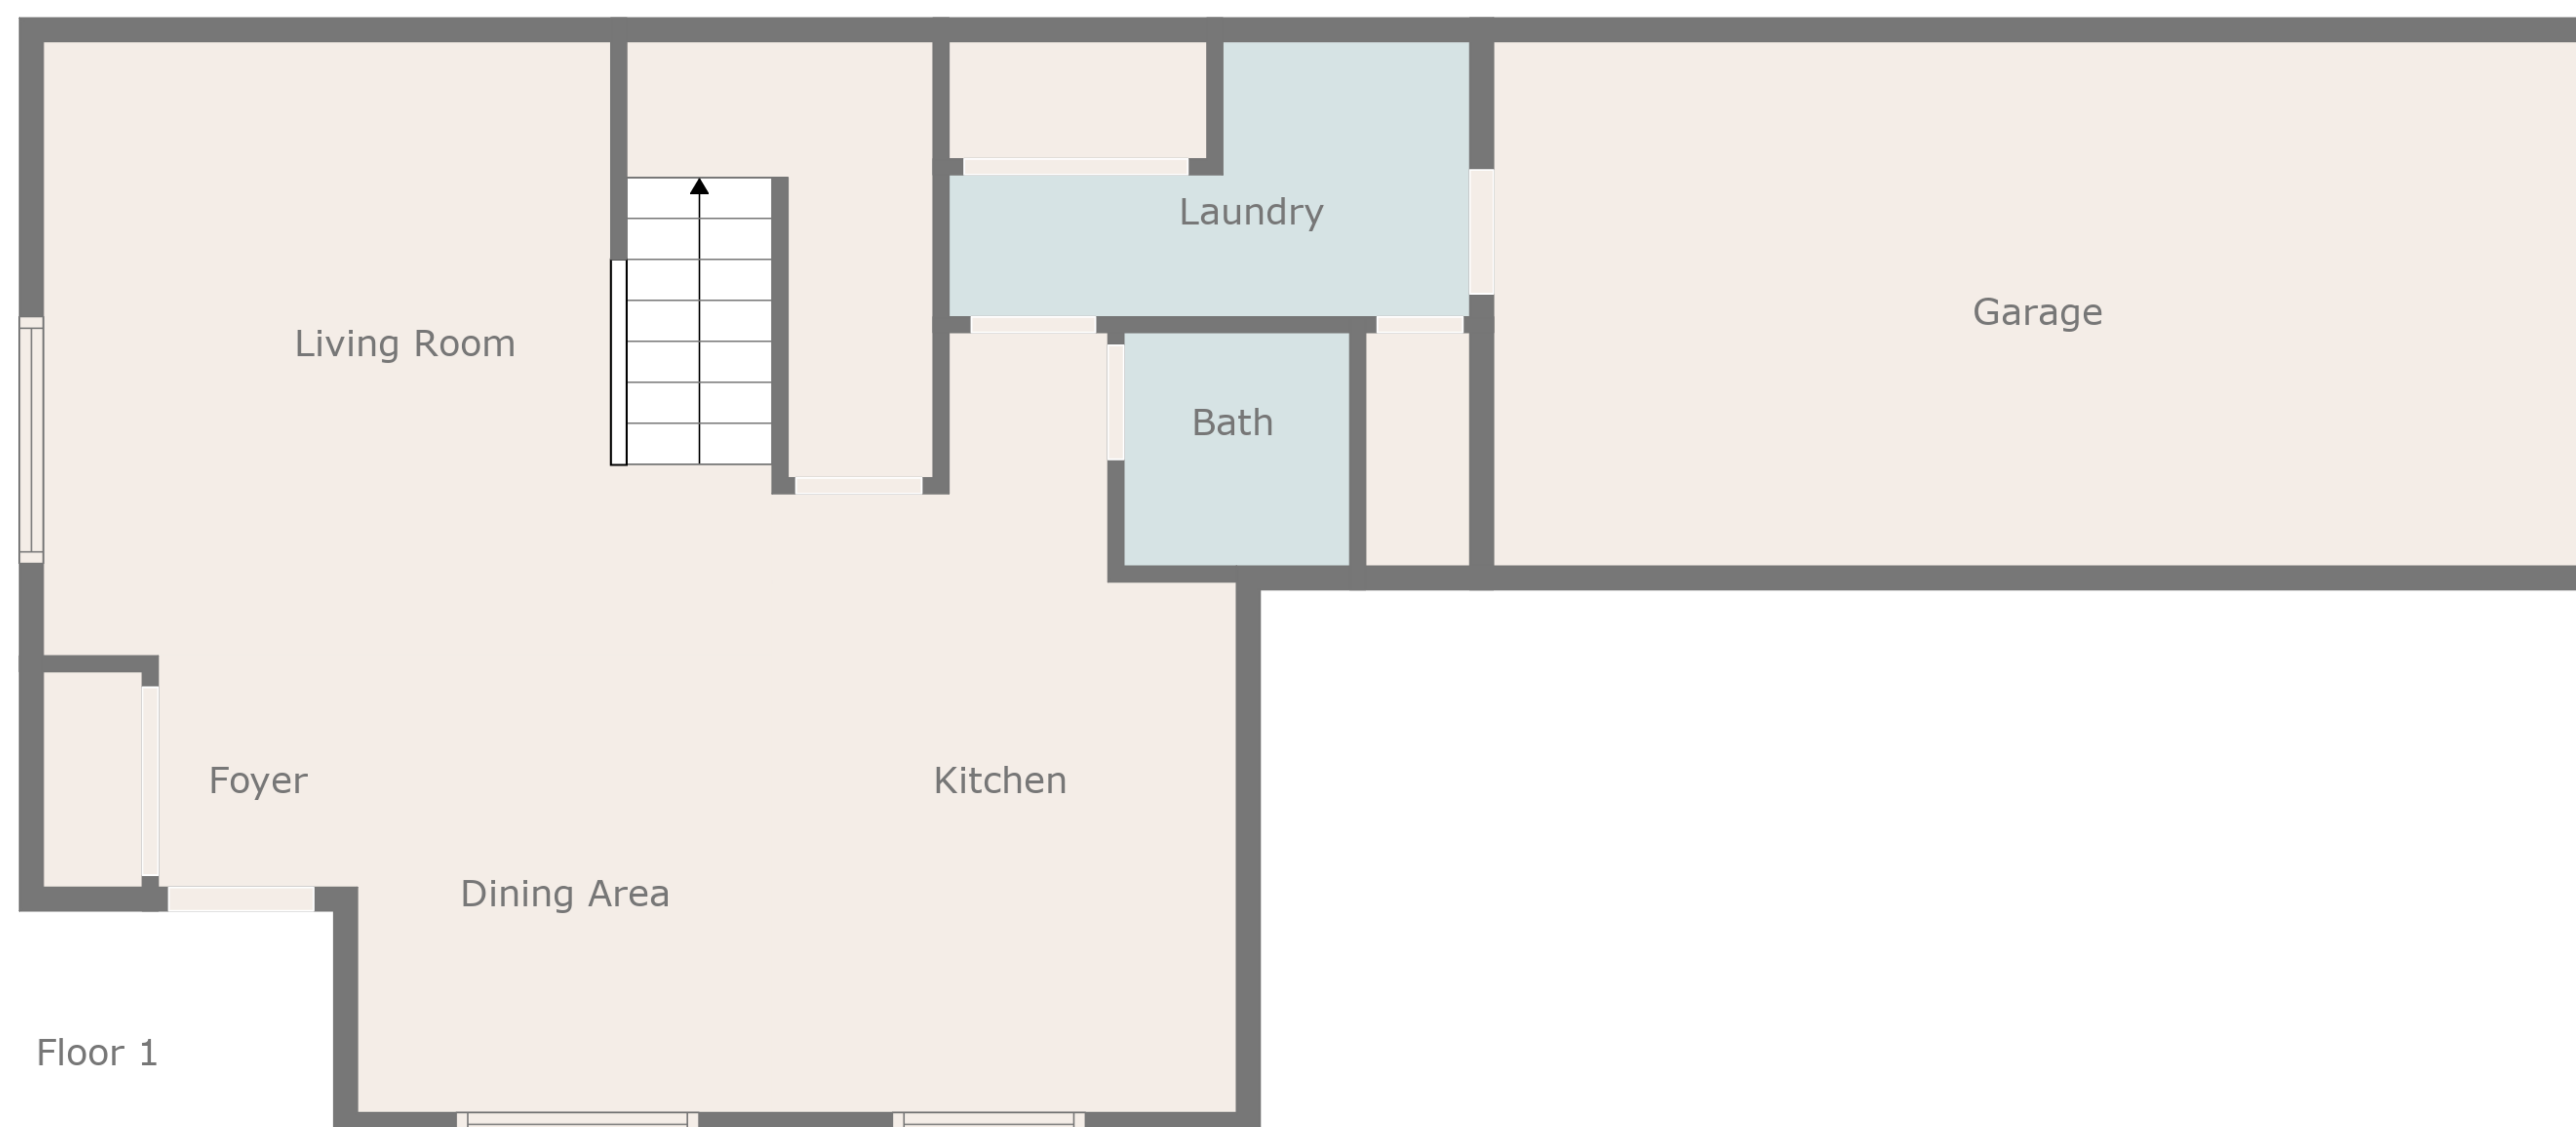 Laundry
Garage
Living Room
Bath
Foyer
Kitchen
Dining Area
Floor 1